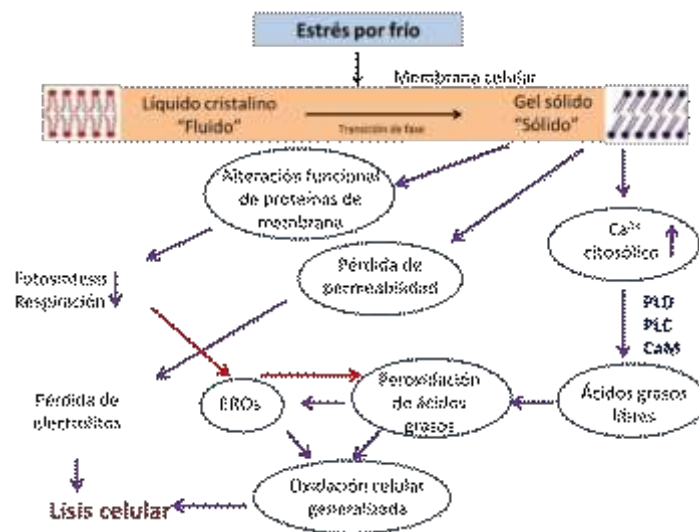 Estrés por frío
Membrana celular
Líquido cristalino
"Fluido"
Transición de fase
Gel sólido
"Sólido"
Alteración funcional
de proteínas de
membrana
Ca²⁺
citosólico
Pérdida de
permeabilidad
Fotosíntesis
Respiración
PLD
PLC
CaM
EROs
Peroxidación
de ácidos
grasos
Ácidos grasos
libres
Pérdida de
electrolitos
Oxidación celular
generalizada
Lisis celular